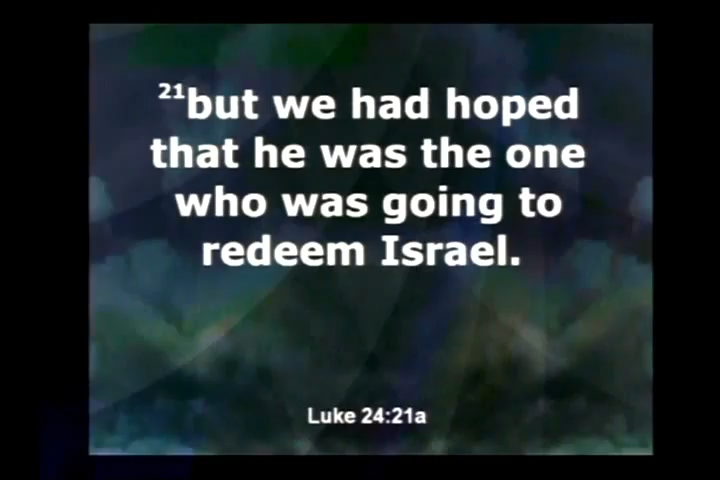 21but we had hoped
that he was the one
who was going to
redeem Israel.
Luke 24:21a